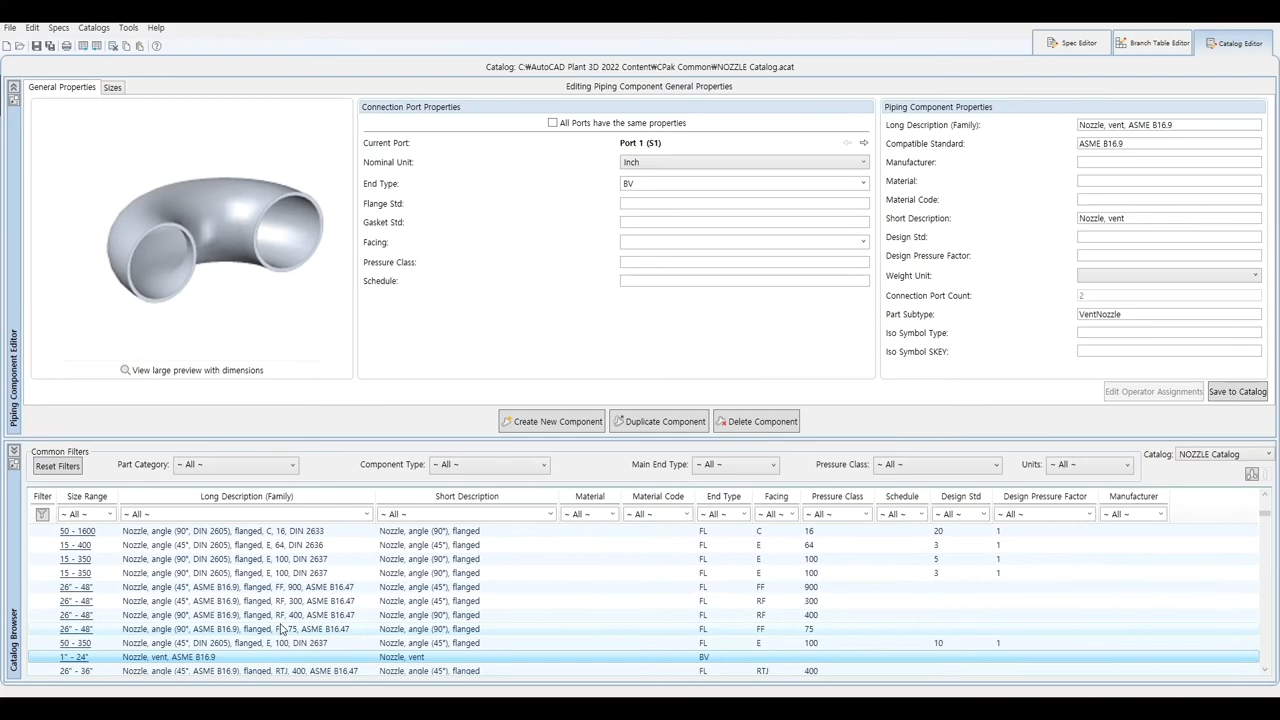 File Edit Specs Catalogs Tools Help
Spec Editor Branch Table Editor Catalog Editor
Catalog: C:₩AutoCAD Plant 3D 2022 Content₩CPak Common₩NOZZLE Catalog.acat
General Properties Sizes Editing Piping Component General Properties
Connection Port Properties
All Ports have the same properties
Current Port: Port 1 (S1)
Nominal Unit: Inch
End Type: BV
Flange Std:
Gasket Std:
Facing:
Pressure Class:
Schedule:
Piping Component Properties
Long Description (Family): Nozzle, vent, ASME B16.9
Compatible Standard: ASME B16.9
Manufacturer:
Material:
Material Code:
Short Description: Nozzle, vent
Design Std:
Design Pressure Factor:
Weight Unit:
Connection Port Count: 2
Part Subtype: VentNozzle
Iso Symbol Type:
Iso Symbol SKEY:
View large preview with dimensions
Edit Operator Assignments Save to Catalog
Piping Component Editor
Create New Component Duplicate Component Delete Component
Common Filters
Reset Filters Part Category: ~ All ~ Component Type: ~ All ~ Main End Type: ~ All ~ Pressure Class: ~ All ~ Units: ~ All ~ Catalog: NOZZLE Catalog
Filter Size Range Long Description (Family) Short Description Material Material Code End Type Facing Pressure Class Schedule Design Std Design Pressure Factor Manufacturer
~ All ~ ~ All ~ ~ All ~ ~ All ~ ~ All ~ ~ All ~ ~ All ~ ~ All ~ ~ All ~ ~ All ~ ~ All ~ ~ All ~
50 - 1600 Nozzle, angle (90°, DIN 2605), flanged, C, 16, DIN 2633 Nozzle, angle (90°), flanged FL C 16 20 1
15 - 400 Nozzle, angle (45°, DIN 2605), flanged, E, 64, DIN 2636 Nozzle, angle (45°), flanged FL E 64 3 1
15 - 350 Nozzle, angle (90°, DIN 2605), flanged, E, 100, DIN 2637 Nozzle, angle (90°), flanged FL E 100 5 1
15 - 350 Nozzle, angle (90°, DIN 2605), flanged, E, 100, DIN 2637 Nozzle, angle (90°), flanged FL E 100 3 1
26" - 48" Nozzle, angle (45°, ASME B16.9), flanged, FF, 900, ASME B16.47 Nozzle, angle (45°), flanged FL FF 900
26" - 48" Nozzle, angle (45°, ASME B16.9), flanged, RF, 300, ASME B16.47 Nozzle, angle (45°), flanged FL RF 300
26" - 48" Nozzle, angle (90°, ASME B16.9), flanged, RF, 400, ASME B16.47 Nozzle, angle (90°), flanged FL RF 400
26" - 48" Nozzle, angle (90°, ASME B16.9), flanged, 75, ASME B16.47 Nozzle, angle (90°), flanged FL FF 75
50 - 350 Nozzle, angle (45°, DIN 2605), flanged, E, 100, DIN 2637 Nozzle, angle (45°), flanged FL E 100 10 1
1" - 24" Nozzle, vent, ASME B16.9 Nozzle, vent BV
26" - 36" Nozzle, angle (45°, ASME B16.9), flanged, RTJ, 400, ASME B16.47 Nozzle, angle (45°), flanged FL RTJ 400
Catalog Browser